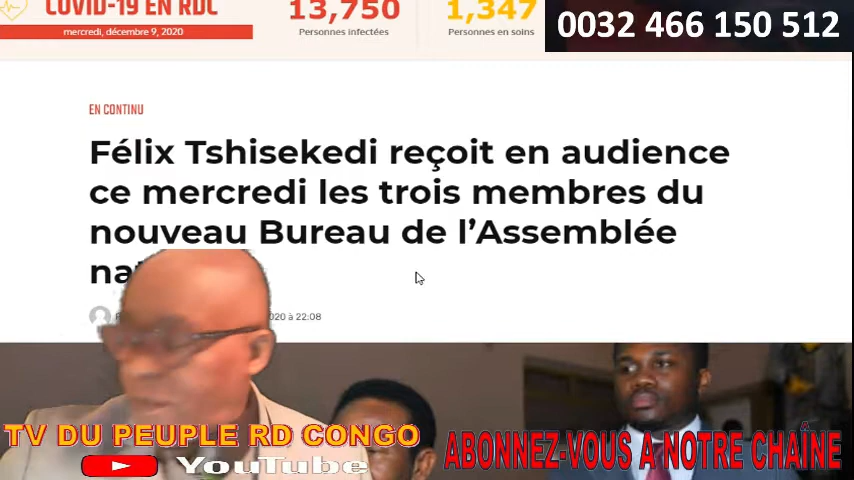 COVID-19 EN RDC
mercredi, décembre 9, 2020
13,750
Personnes infectées
1,347
Personnes en soins
0032 466 150 512
EN CONTINU
Félix Tshisekedi reçoit en audience
ce mercredi les trois membres du
nouveau Bureau de l’Assemblée
020 à 22:08
TV DU PEUPLE RD CONGO
YouTube
ABONNEZ-VOUS A NOTRE CHAÎNE